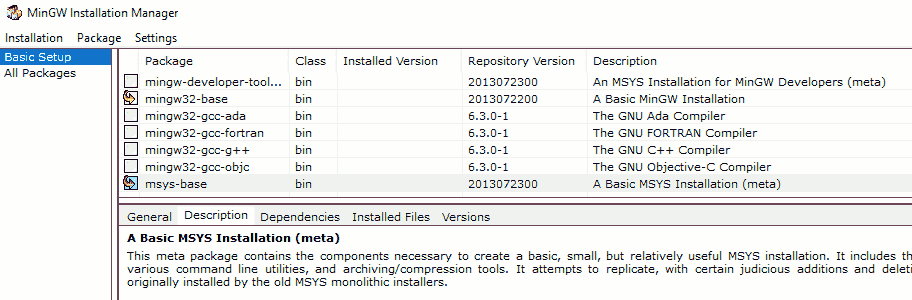 MinGW Installation Manager
Installation Package Settings
Basic Setup
All Packages
Package Class Installed Version Repository Version Description
mingw-developer-tool... bin 2013072300 An MSYS Installation for MinGW Developers (meta)
mingw32-base bin 2013072200 A Basic MinGW Installation
mingw32-gcc-ada bin 6.3.0-1 The GNU Ada Compiler
mingw32-gcc-fortran bin 6.3.0-1 The GNU FORTRAN Compiler
mingw32-gcc-g++ bin 6.3.0-1 The GNU C++ Compiler
mingw32-gcc-objc bin 6.3.0-1 The GNU Objective-C Compiler
msys-base bin 2013072300 A Basic MSYS Installation (meta)
General Description Dependencies Installed Files Versions
A Basic MSYS Installation (meta)
This meta package contains the components necessary to create a basic, small, but relatively useful MSYS installation. It includes th
various command line utilities, and archiving/compression tools. It attempts to replicate, with certain judicious additions and deleti
originally installed by the old MSYS monolithic installers.